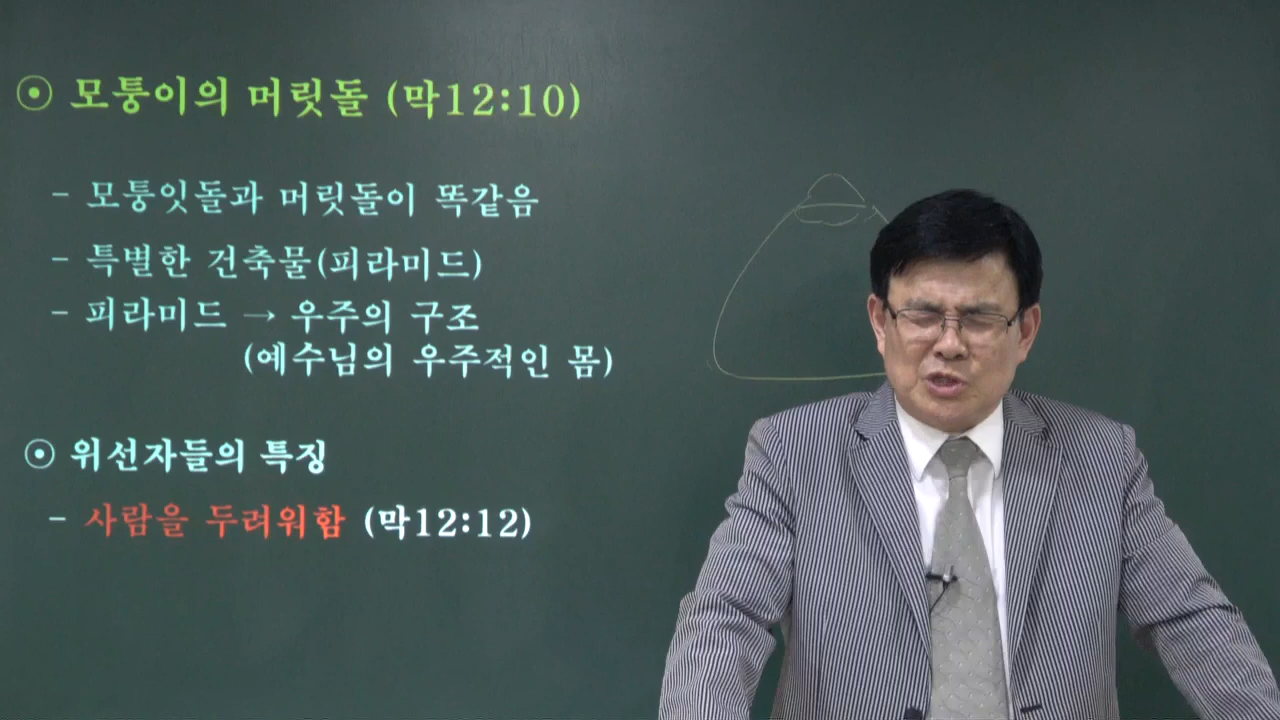 ⊙ 모퉁이의 머릿돌 (막12:10)
- 모퉁잇돌과 머릿돌이 똑같음
- 특별한 건축물(피라미드)
- 피라미드 → 우주의 구조
(예수님의 우주적인 몸)
⊙ 위선자들의 특징
- 사람을 두려워함 (막12:12)